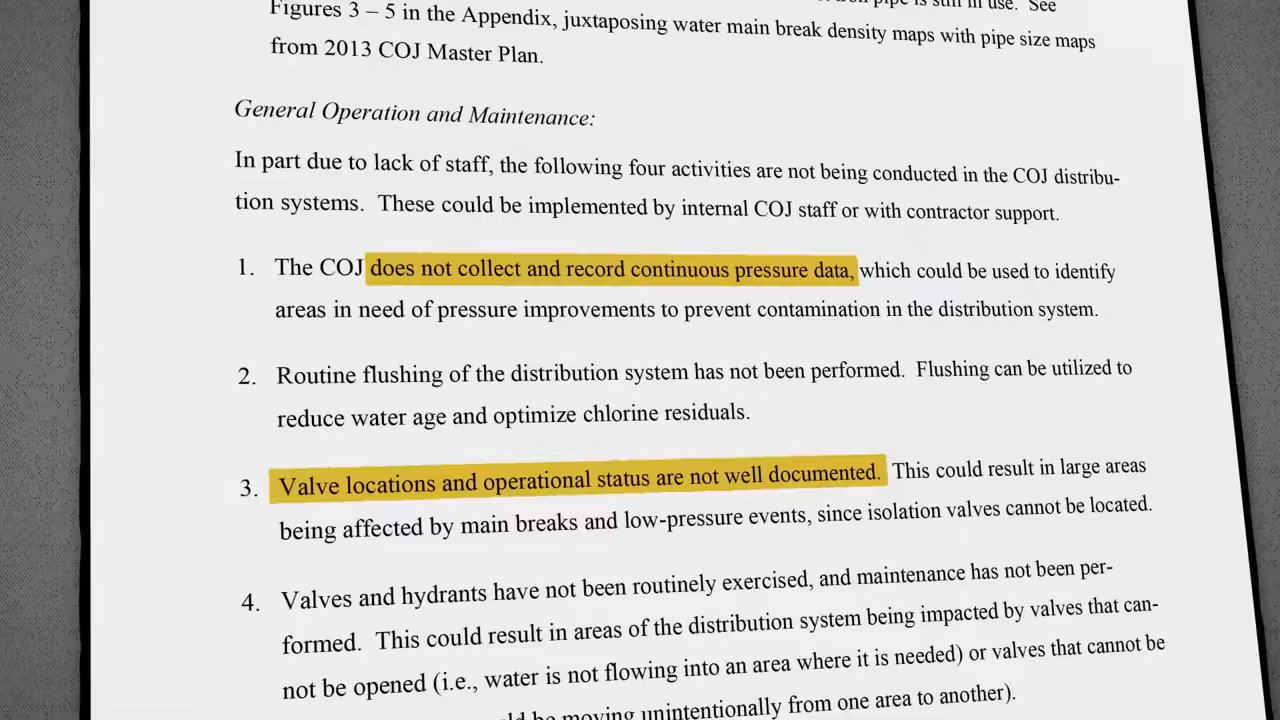 pipe is still in use. See
Figures 3 – 5 in the Appendix, juxtaposing water main break density maps with pipe size maps
from 2013 COJ Master Plan.
General Operation and Maintenance:
In part due to lack of staff, the following four activities are not being conducted in the COJ distribu-
tion systems. These could be implemented by internal COJ staff or with contractor support.
1. The COJ does not collect and record continuous pressure data, which could be used to identify
areas in need of pressure improvements to prevent contamination in the distribution system.
2. Routine flushing of the distribution system has not been performed. Flushing can be utilized to
reduce water age and optimize chlorine residuals.
3. Valve locations and operational status are not well documented. This could result in large areas
being affected by main breaks and low-pressure events, since isolation valves cannot be located.
4. Valves and hydrants have not been routinely exercised, and maintenance has not been per-
formed. This could result in areas of the distribution system being impacted by valves that can-
not be opened (i.e., water is not flowing into an area where it is needed) or valves that cannot be
be moving unintentionally from one area to another).